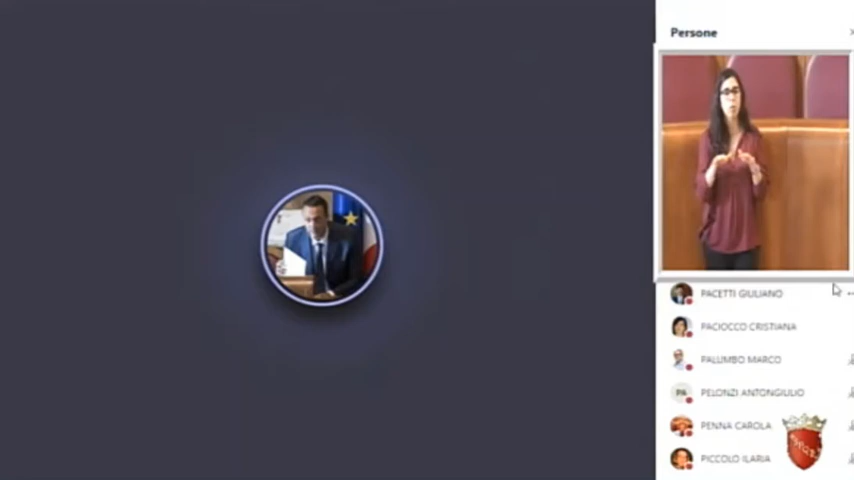 Persone
PACETTI GIULIANO
PACIOCCO CRISTIANA
PALUMBO MARCO
PA PELONZI ANTONGIULIO
PENNA CAROLA
PICCOLO ILARIA